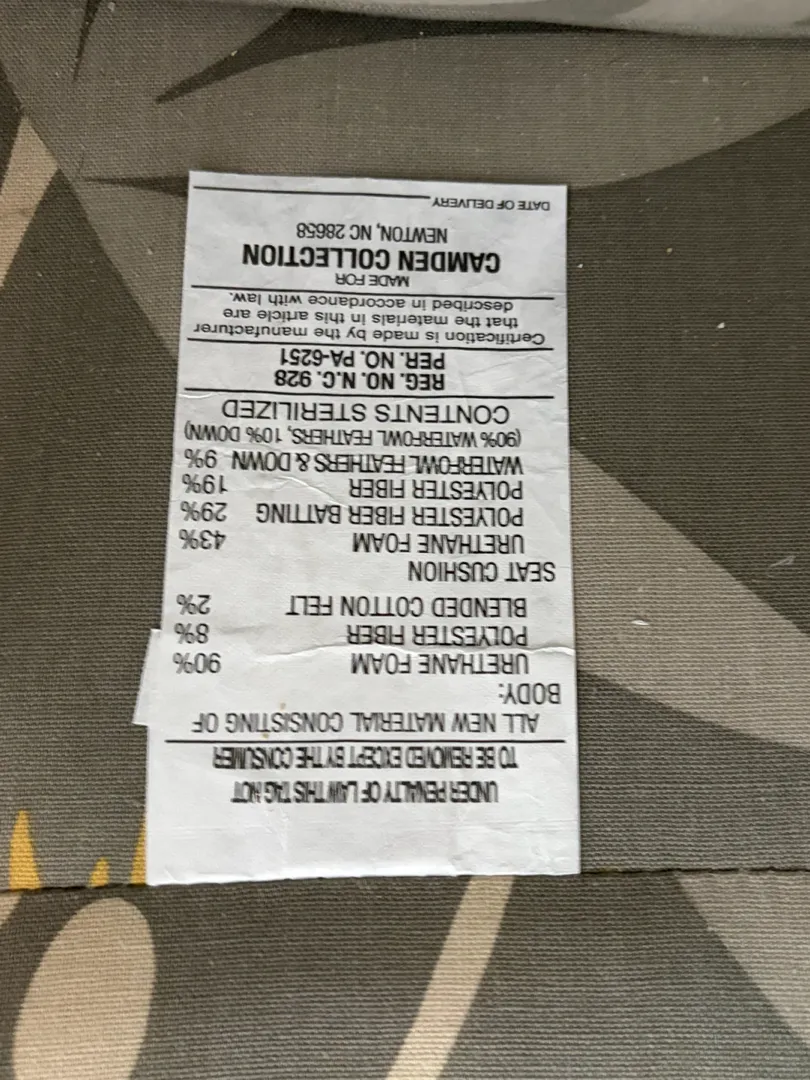 UNDER PENALTY OF LAW THIS TAG NOT
TO BE REMOVED EXCEPT BY THE CONSUMER
ALL NEW MATERIAL CONSISTING OF
BODY:
URETHANE FOAM 90%
POLYESTER FIBER 8%
BLENDED COTTON FELT 2%
SEAT CUSHION
URETHANE FOAM 43%
POLYESTER FIBER BATTING 29%
POLYESTER FIBER 19%
WATERFOWL FEATHERS & DOWN 9%
(90% WATERFOWL FEATHERS, 10% DOWN)
CONTENTS STERILIZED
REG. NO. N.C. 928
PER. NO. PA-6251
Certification is made by the manufacturer
that the materials in this article are
described in accordance with law.
MADE FOR
CAMDEN COLLECTION
NEWTON, NC 28658
DATE OF DELIVERY